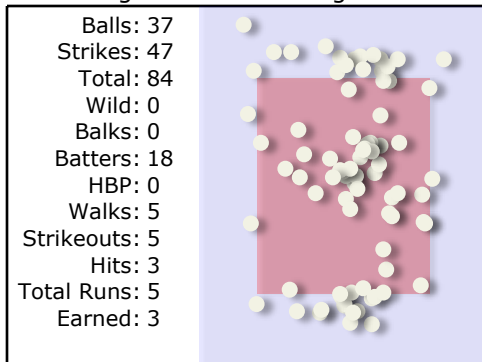 Balls: 37
Strikes: 47
Total: 84
Wild: 0
Balks: 0
Batters: 18
HBP: 0
Walks: 5
Strikeouts: 5
Hits: 3
Total Runs: 5
Earned: 3